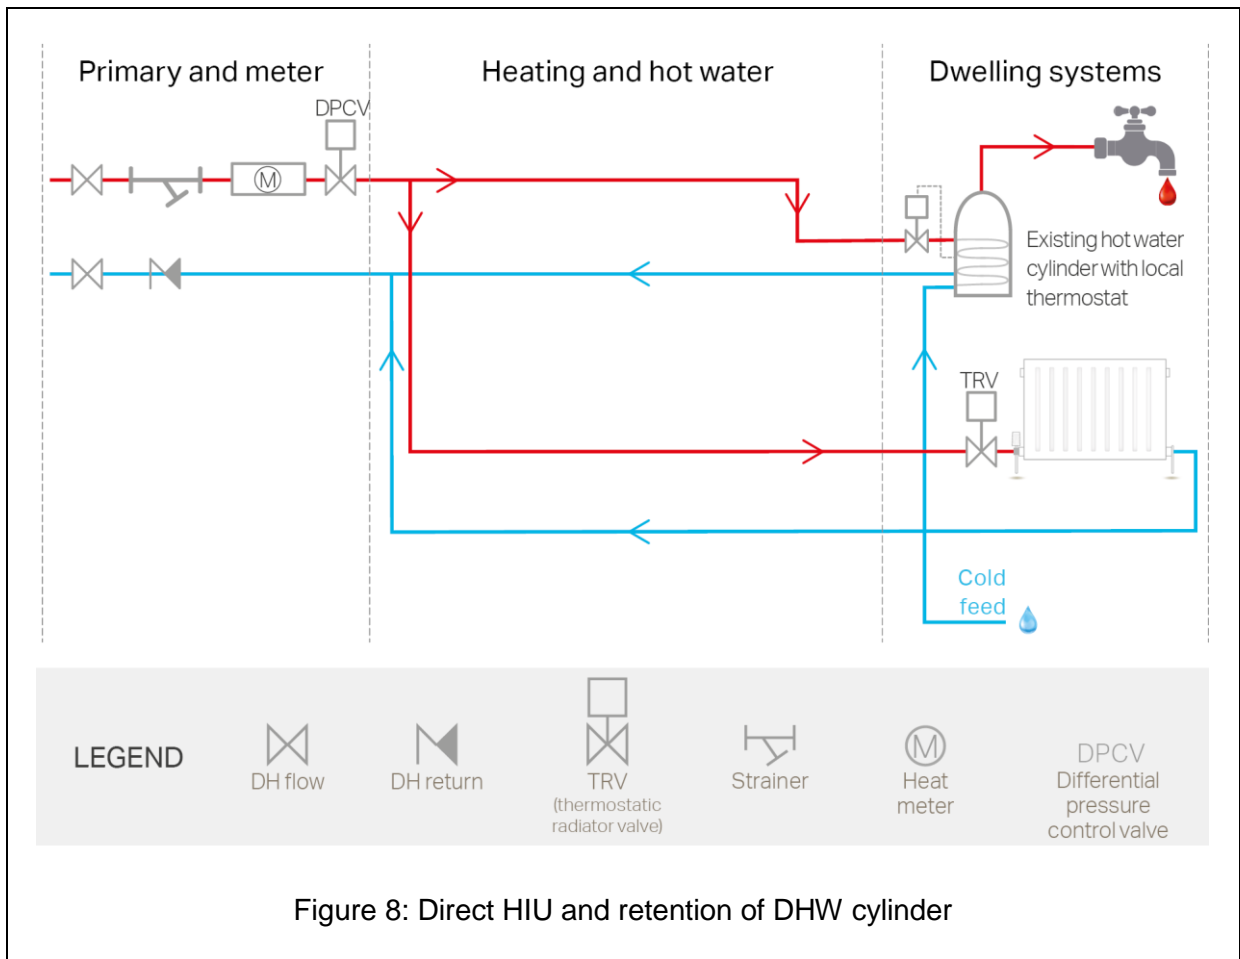 Primary and meter
Heating and hot water
Dwelling systems
DPCV
M
Existing hot water
cylinder with local
thermostat
TRV
Cold
feed
LEGEND
DH flow
DH return
TRV
(thermostatic
radiator valve)
Strainer
M
Heat
meter
DPCV
Differential
pressure
control valve
Figure 8: Direct HIU and retention of DHW cylinder